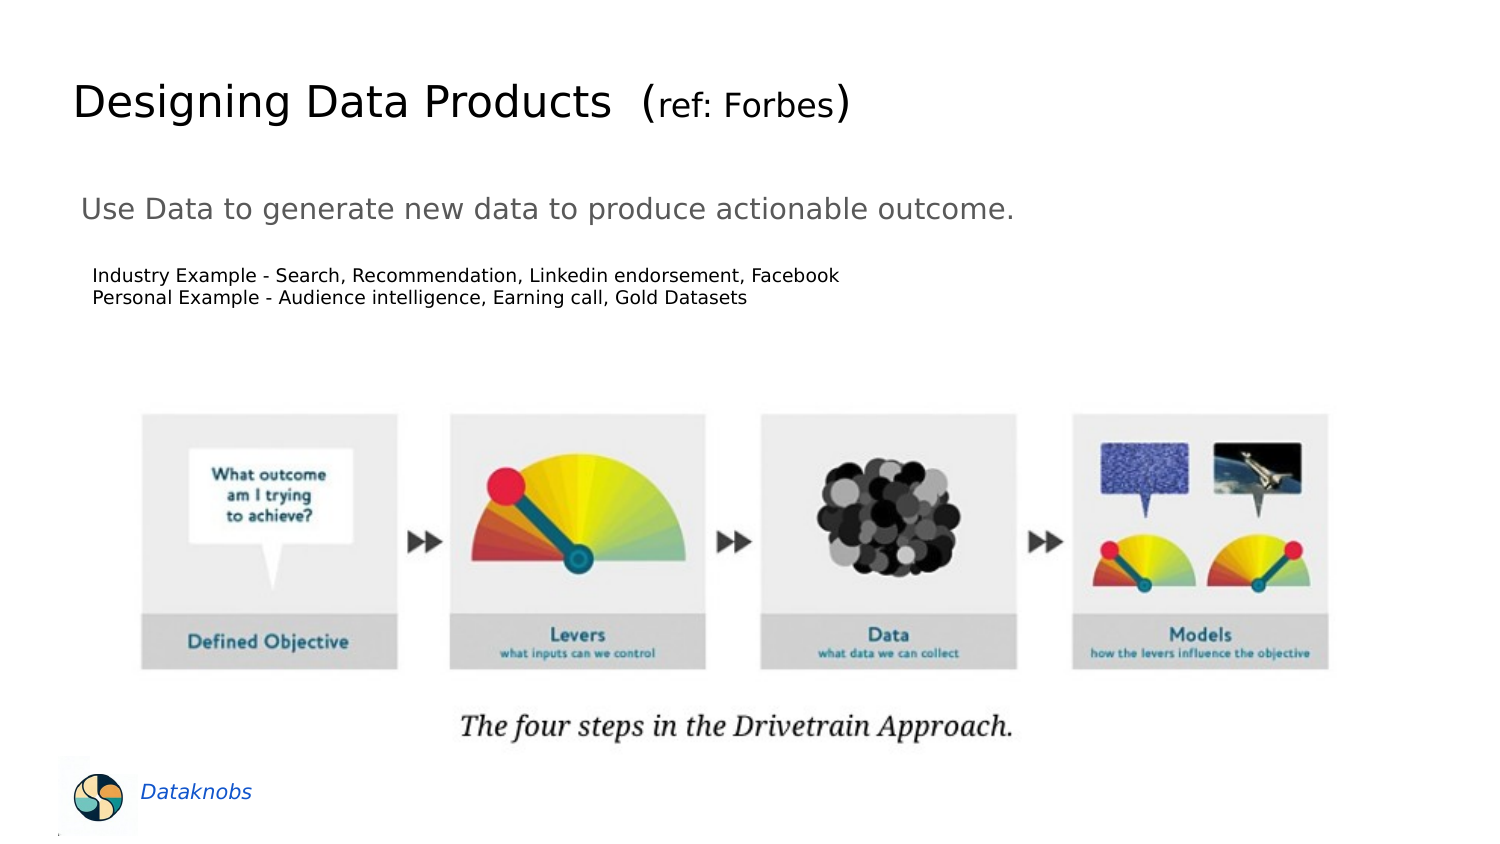 Designing Data Products (ref: Forbes)
Use Data to generate new data to produce actionable outcome.
Industry Example - Search, Recommendation, Linkedin endorsement, Facebook
Personal Example - Audience intelligence, Earning call, Gold Datasets
What outcome
am I trying
to achieve?
Defined Objective
Levers
what inputs can we control
Data
what data we can collect
Models
how the levers influence the objective
The four steps in the Drivetrain Approach.
Dataknobs